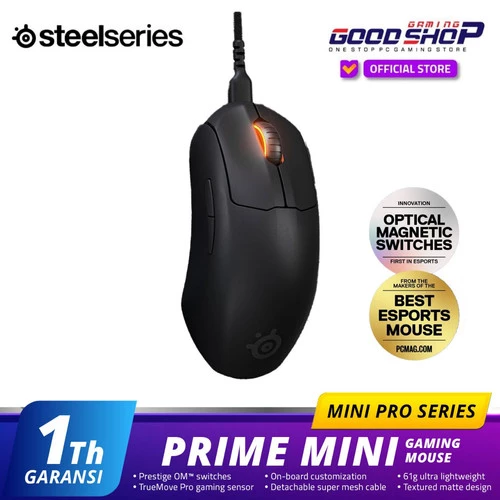 steelseries
GAMING
GOODSHOP
ONE STOP PC GAMING STORE
OFFICIAL STORE
INNOVATION
OPTICAL
MAGNETIC
SWITCHES
FIRST IN ESPORTS
FROM THE
MAKERS OF THE
BEST
ESPORTS
MOUSE
PCMAG.COM
MINI PRO SERIES
1Th
GARANSI
PRIME MINI
GAMING
MOUSE
• Prestige OM™ switches
• TrueMove Pro gaming sensor
• On-board customization
• Detachable super mesh cable
• 61g ultra lightweight
• Textured matte design